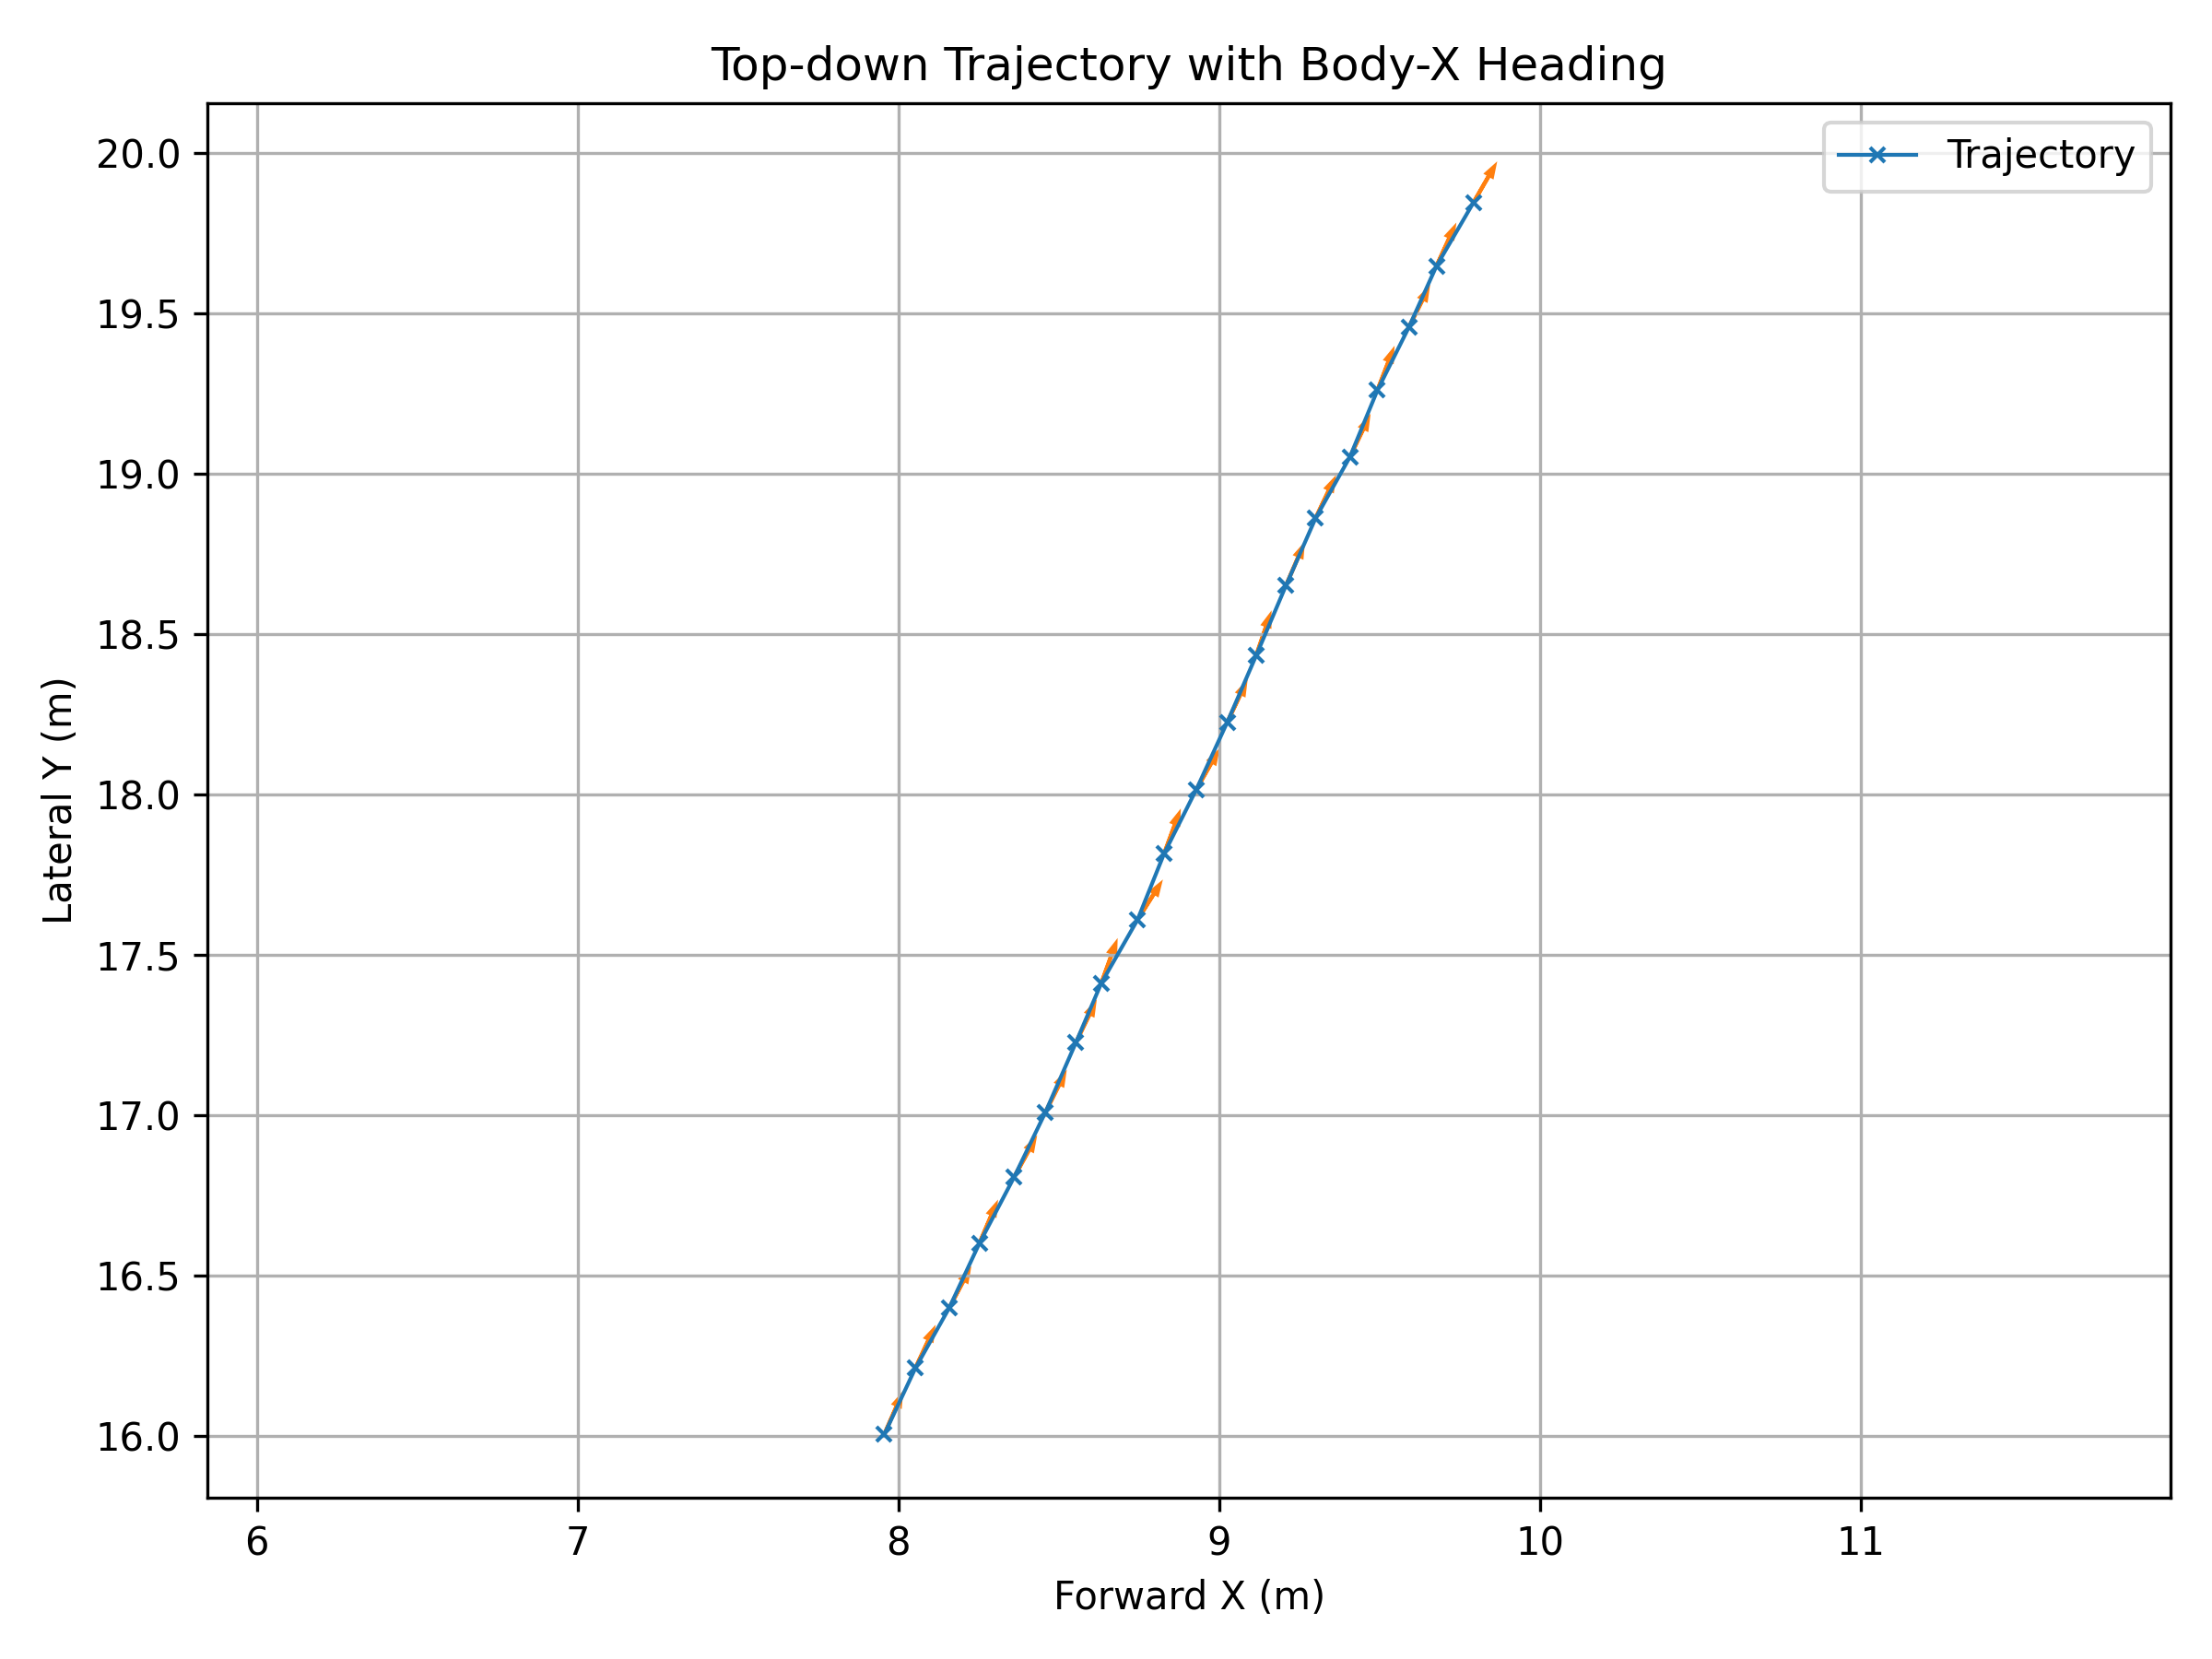 Top-down Trajectory with Body-X Heading
Trajectory
20.0
19.5
19.0
18.5
18.0
17.5
17.0
16.5
16.0
Lateral Y (m)
6 7 8 9 10 11
Forward X (m)